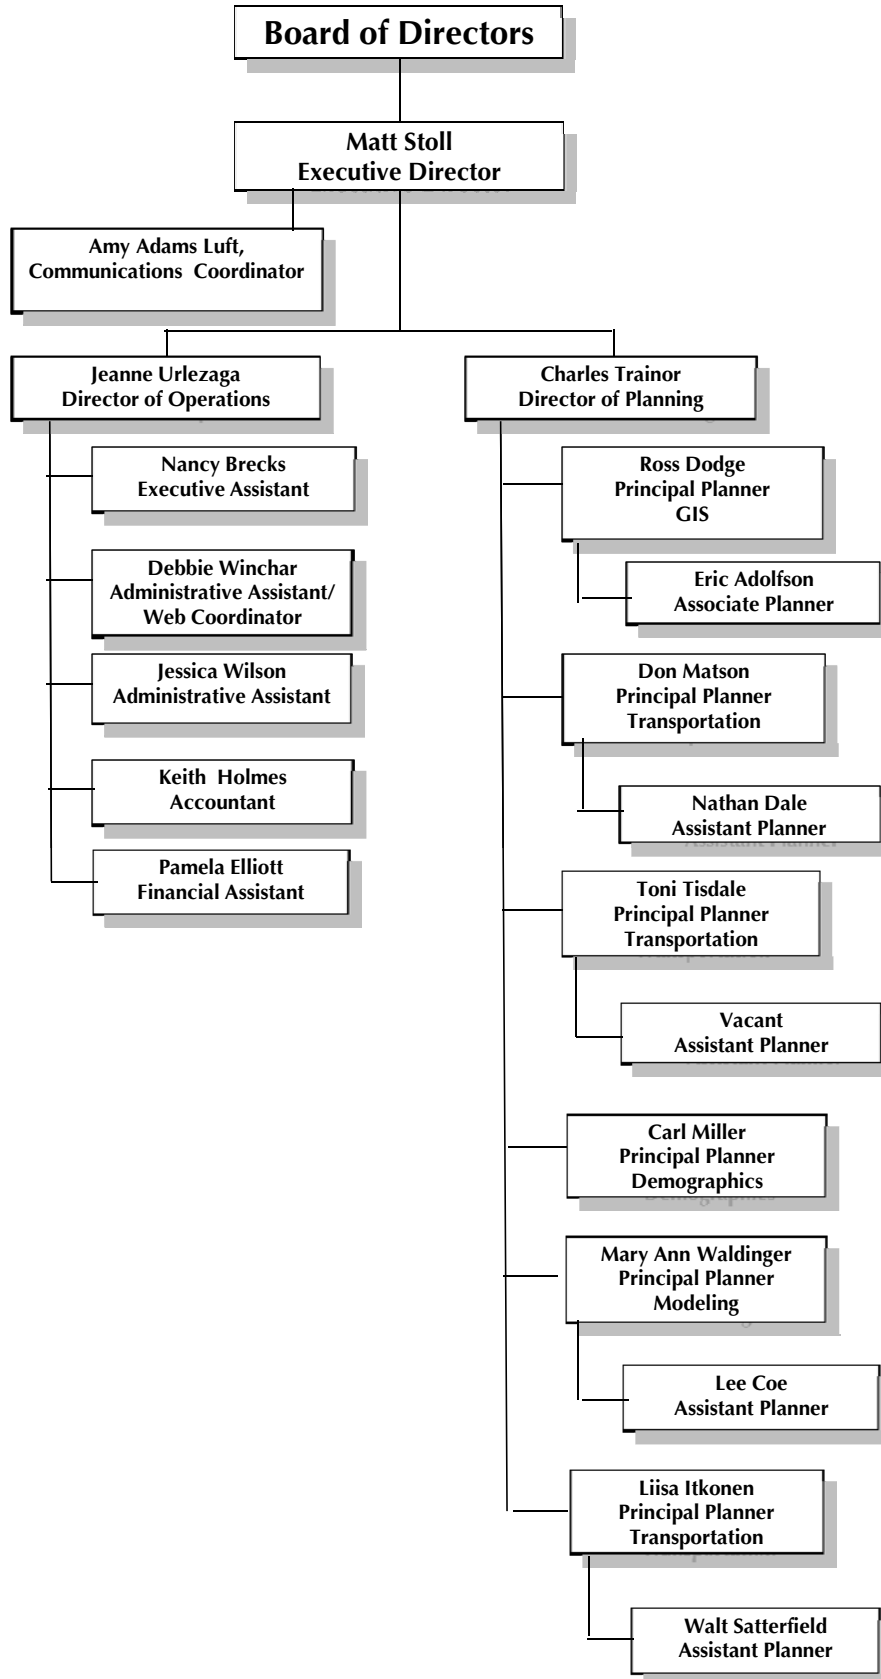 Board of Directors
Matt Stoll
Executive Director
Amy Adams Luft,
Communications Coordinator
Jeanne Urlezaga
Director of Operations
Nancy Brecks
Executive Assistant
Debbie Winchar
Administrative Assistant/
Web Coordinator
Jessica Wilson
Administrative Assistant
Keith Holmes
Accountant
Pamela Elliott
Financial Assistant
Charles Trainor
Director of Planning
Ross Dodge
Principal Planner
GIS
Eric Adolfson
Associate Planner
Don Matson
Principal Planner
Transportation
Nathan Dale
Assistant Planner
Toni Tisdale
Principal Planner
Transportation
Vacant
Assistant Planner
Carl Miller
Principal Planner
Demographics
Mary Ann Waldinger
Principal Planner
Modeling
Lee Coe
Assistant Planner
Liisa Itkonen
Principal Planner
Transportation
Walt Satterfield
Assistant Planner